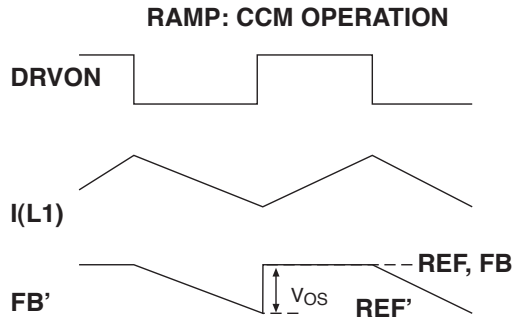 RAMP: CCM OPERATION
DRVON
I(L1)
REF, FB
FB'
VOS
REF'